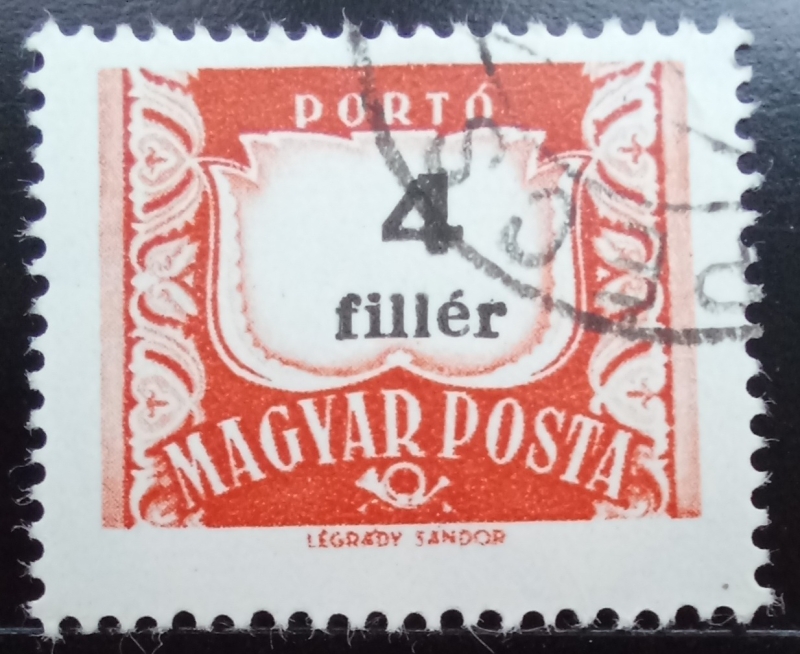 PORTÓ
4
fillér
MAGYAR POSTA
LÉGRÁDY SÁNDOR